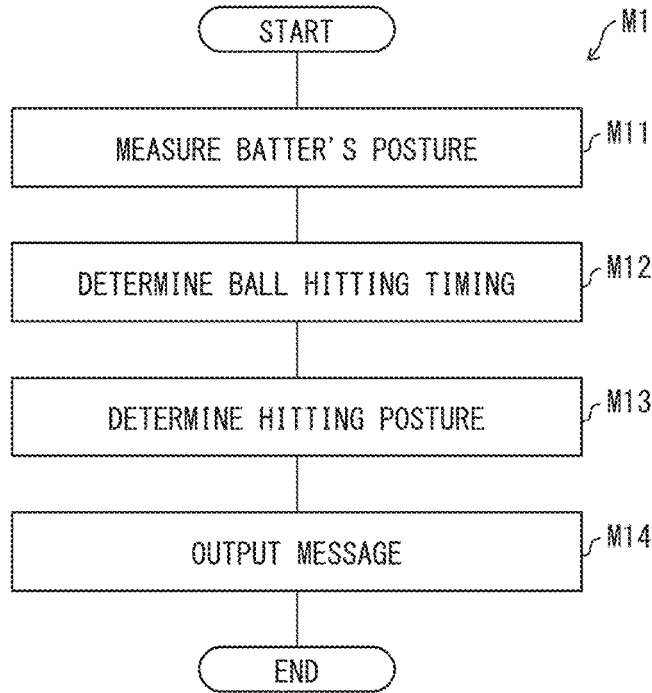 M1
START
MEASURE BATTER'S POSTURE
M11
DETERMINE BALL HITTING TIMING
M12
DETERMINE HITTING POSTURE
M13
OUTPUT MESSAGE
M14
END